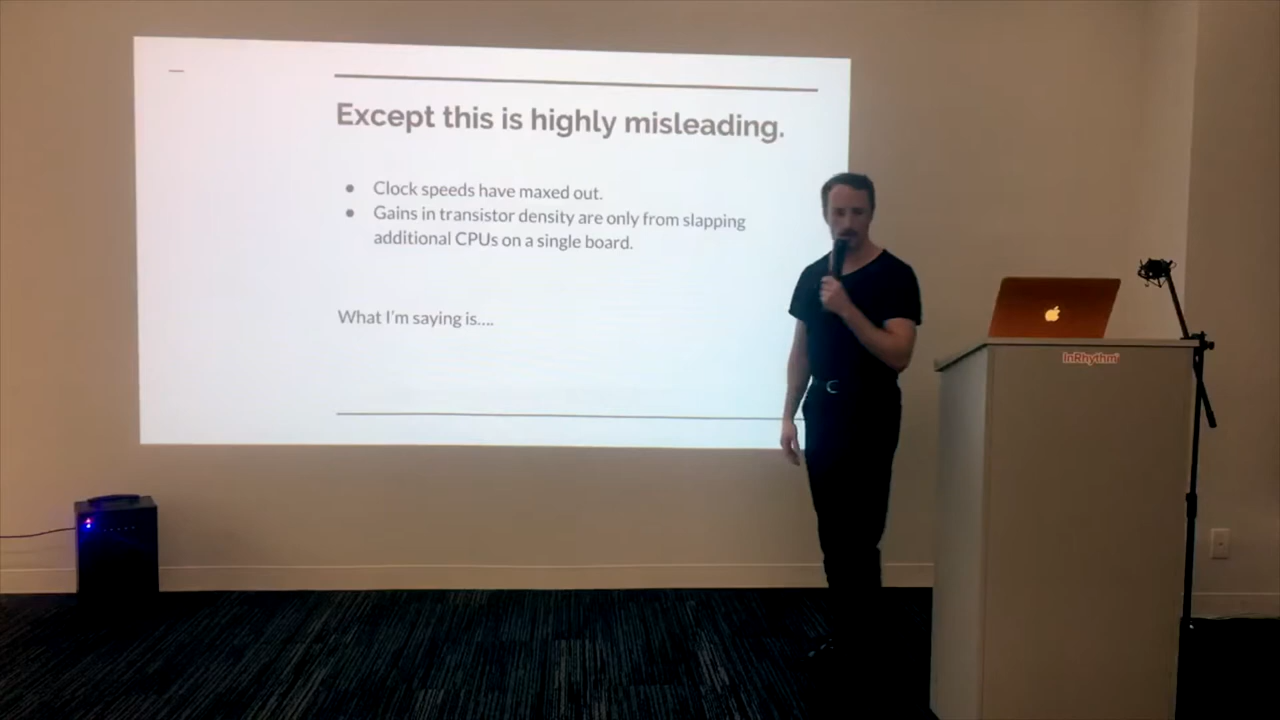 Except this is highly misleading.
● Clock speeds have maxed out.
● Gains in transistor density are only from slapping
additional CPUs on a single board.
What I'm saying is....
InRhythm